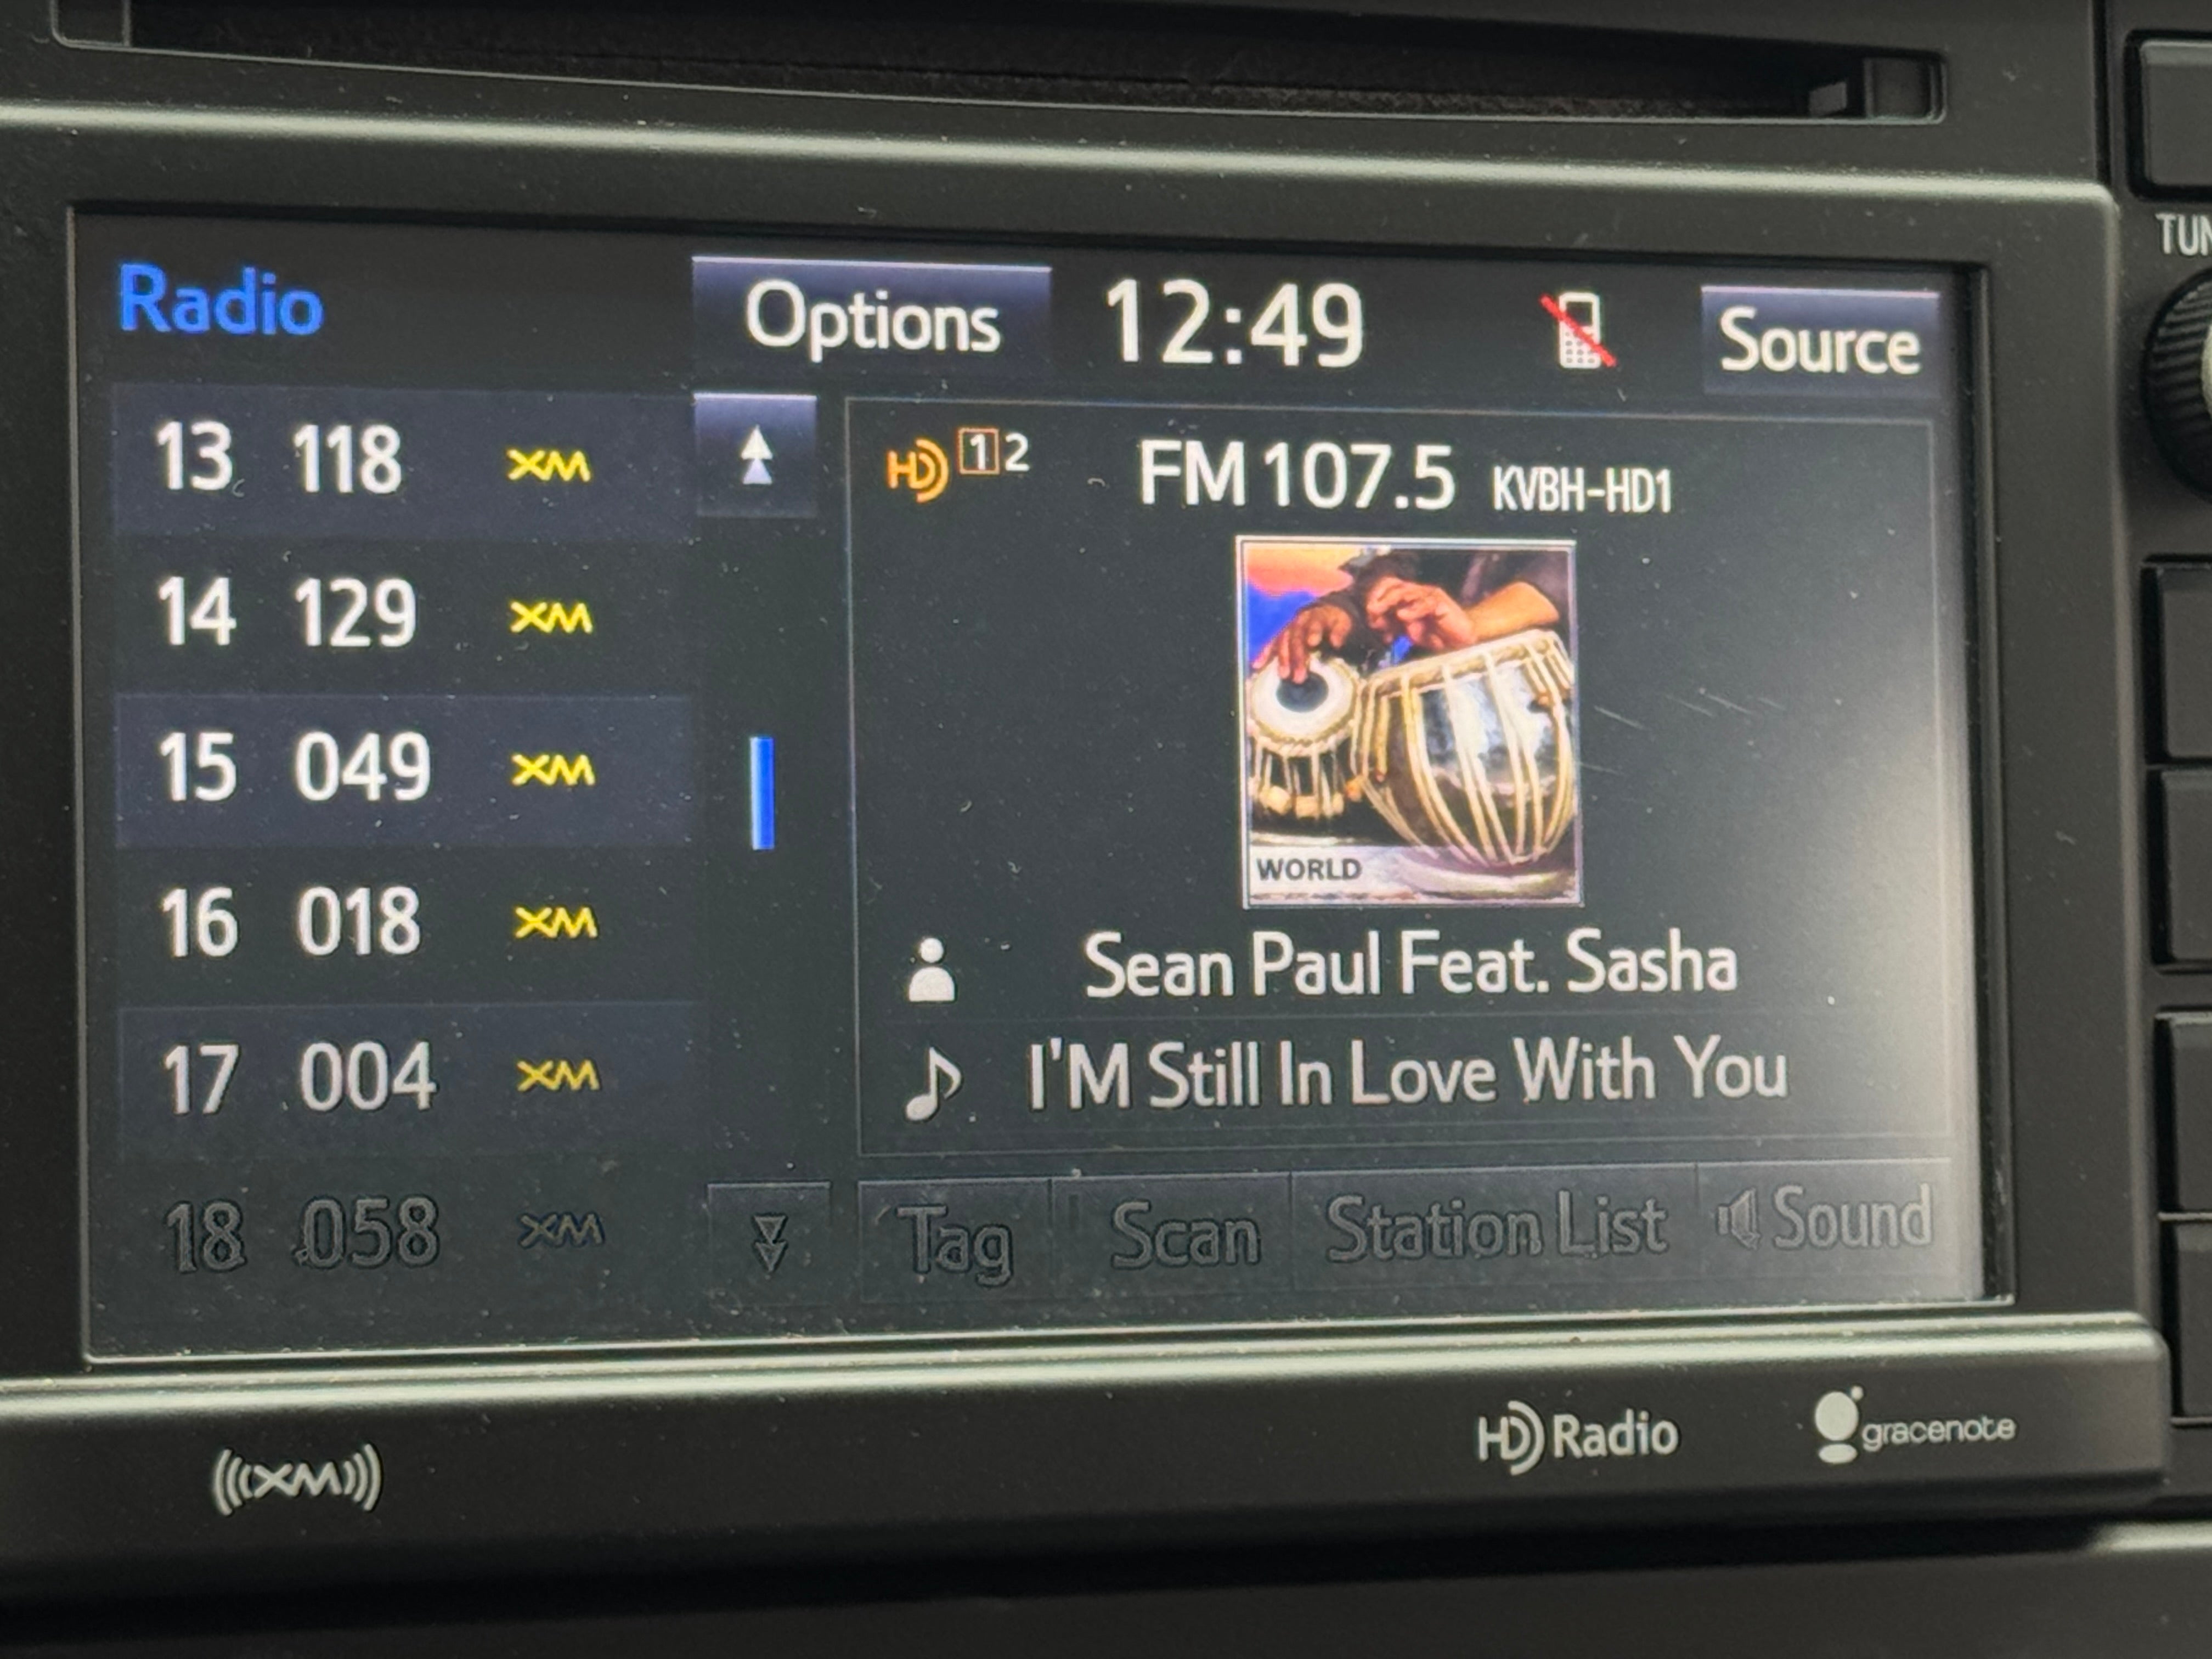 TUN
Radio Options 12:49 Source
13 118 XM
14 129 XM
15 049 XM
16 018 XM
17 004 XM
18 058 XM
HD 1 2 FM 107.5 KVBH-HD1
WORLD
Sean Paul Feat. Sasha
I'M Still In Love With You
Tag Scan Station List Sound
XM HD Radio gracenote